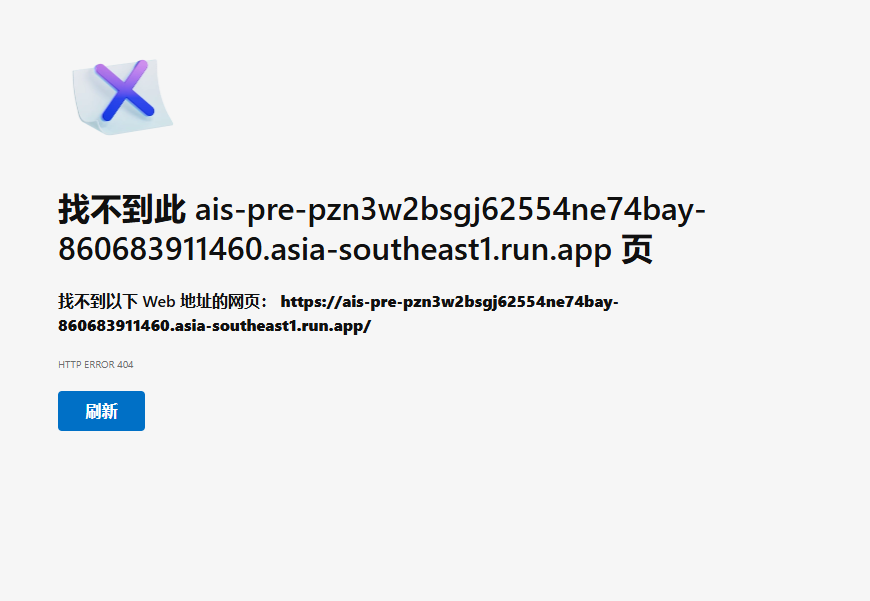 找不到此 ais-pre-pzn3w2bsgj62554ne74bay-
860683911460.asia-southeast1.run.app 页
找不到以下 Web 地址的网页： https://ais-pre-pzn3w2bsgj62554ne74bay-
860683911460.asia-southeast1.run.app/
HTTP ERROR 404
刷新